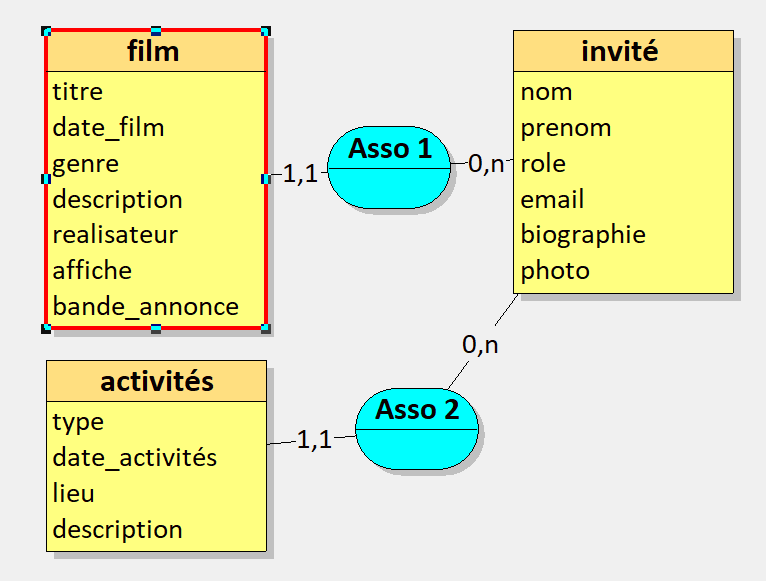 film
titre
date_film
genre
description
realisateur
affiche
bande_annonce
1,1
Asso 1
0,n
invité
nom
prenom
role
email
biographie
photo
0,n
activités
type
date_activités
lieu
description
1,1
Asso 2